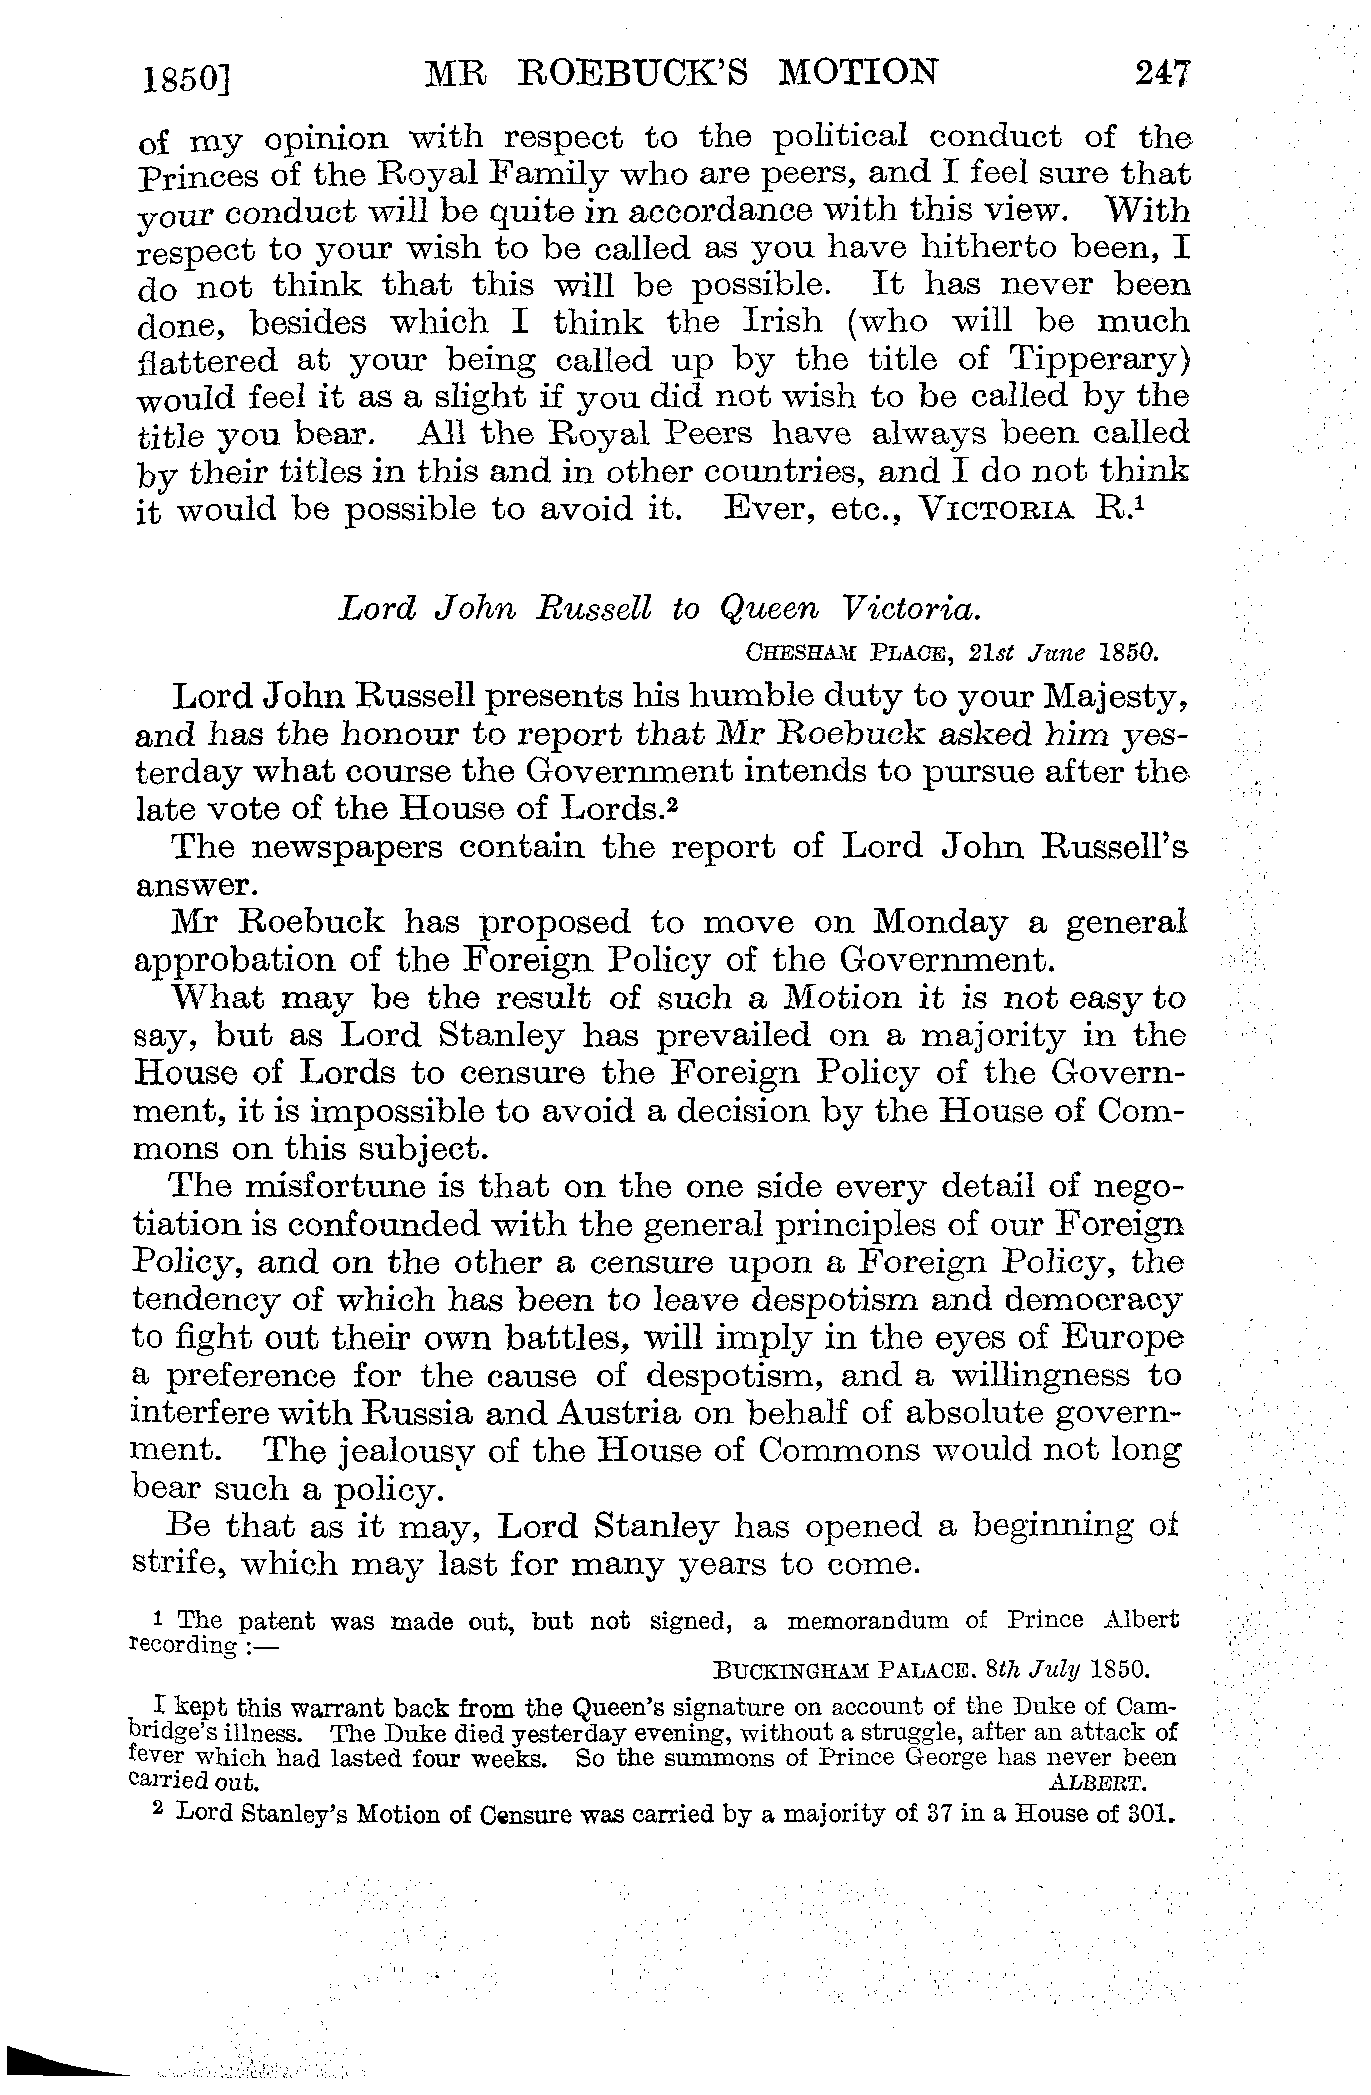 1850] MR ROEBUCK'S MOTION 247
of my opinion with respect to the political conduct of the
Princes of the Royal Family who are peers, and I feel sure that
your conduct will be quite in accordance with this view. With
respect to your wish to be called as you have hitherto been, I
do not think that this will be possible. It has never been
done, besides which I think the Irish (who will be much
flattered at your being called up by the title of Tipperary)
would feel it as a slight if you did not wish to be called by the
title you bear. All the Royal Peers have always been called
by their titles in this and in other countries, and I do not think
it would be possible to avoid it. Ever, etc., VICTORIA R.¹
Lord John Russell to Queen Victoria.
CHESHAM PLACE, 21st June 1850.
Lord John Russell presents his humble duty to your Majesty,
and has the honour to report that Mr Roebuck asked him yes-
terday what course the Government intends to pursue after the
late vote of the House of Lords.²
The newspapers contain the report of Lord John Russell's
answer.
Mr Roebuck has proposed to move on Monday a general
approbation of the Foreign Policy of the Government.
What may be the result of such a Motion it is not easy to
say, but as Lord Stanley has prevailed on a majority in the
House of Lords to censure the Foreign Policy of the Govern-
ment, it is impossible to avoid a decision by the House of Com-
mons on this subject.
The misfortune is that on the one side every detail of nego-
tiation is confounded with the general principles of our Foreign
Policy, and on the other a censure upon a Foreign Policy, the
tendency of which has been to leave despotism and democracy
to fight out their own battles, will imply in the eyes of Europe
a preference for the cause of despotism, and a willingness to
interfere with Russia and Austria on behalf of absolute govern-
ment. The jealousy of the House of Commons would not long
bear such a policy.
Be that as it may, Lord Stanley has opened a beginning of
strife, which may last for many years to come.
1 The patent was made out, but not signed, a memorandum of Prince Albert
recording :—
BUCKINGHAM PALACE. 8th July 1850.
I kept this warrant back from the Queen's signature on account of the Duke of Cam-
bridge's illness. The Duke died yesterday evening, without a struggle, after an attack of
fever which had lasted four weeks. So the summons of Prince George has never been
carried out. ALBERT.
2 Lord Stanley's Motion of Censure was carried by a majority of 37 in a House of 301.